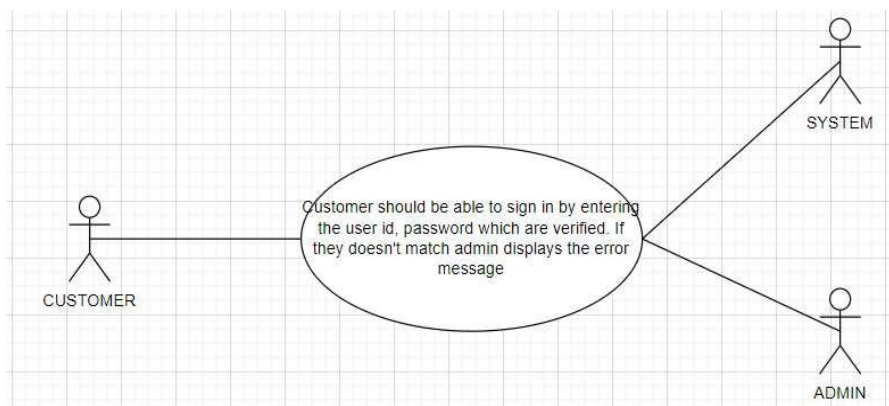 SYSTEM
Customer should be able to sign in by entering
the user id, password which are verified. If
they doesn't match admin displays the error
message
CUSTOMER
ADMIN